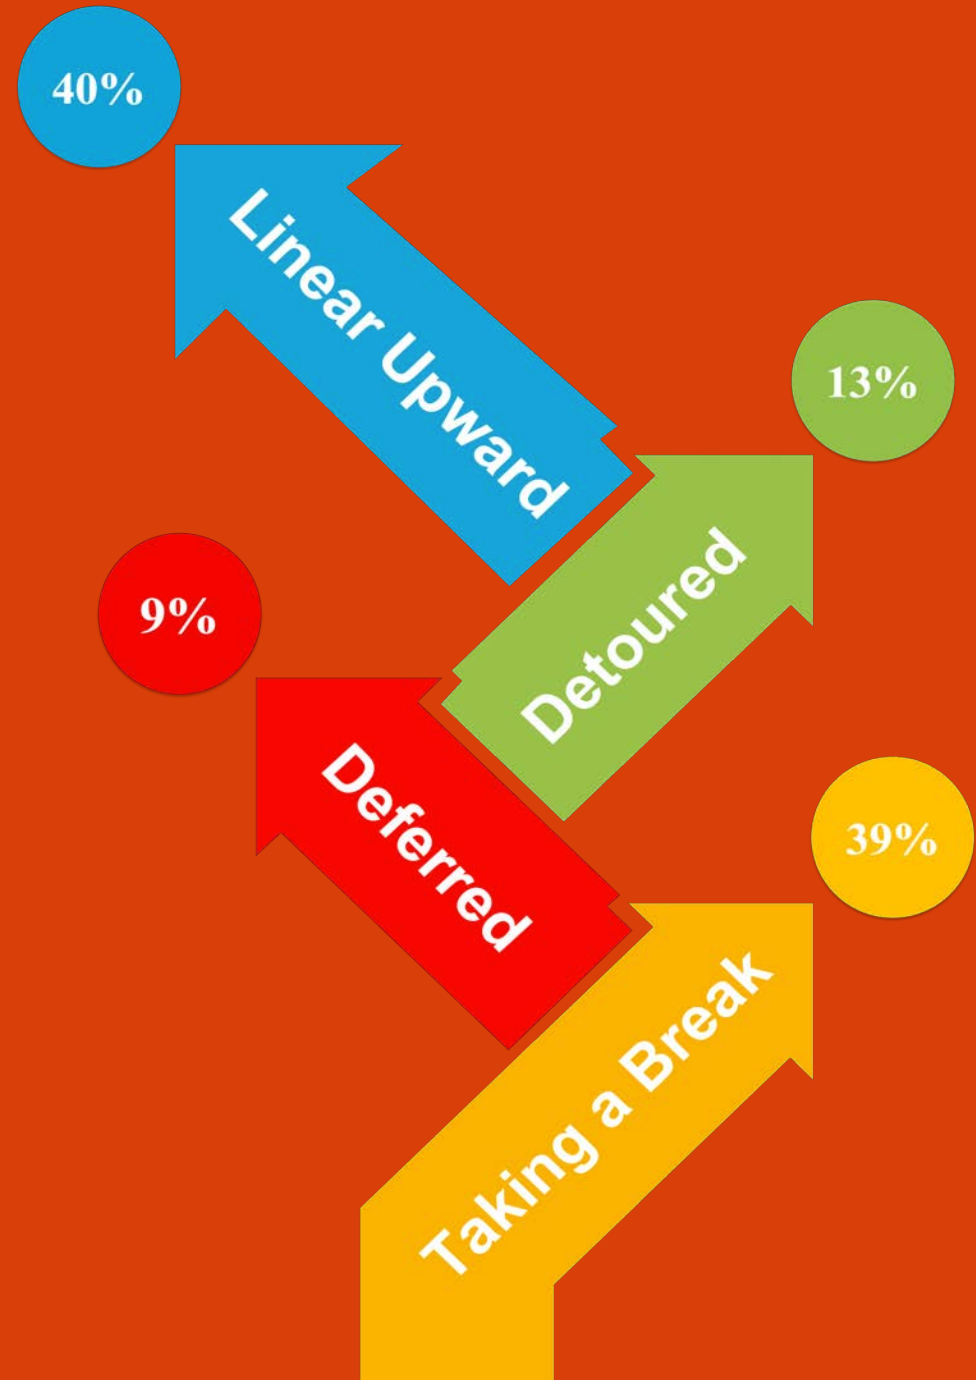 40%
Linear Upward
13%
Detoured
9%
Deferred
39%
Taking a Break